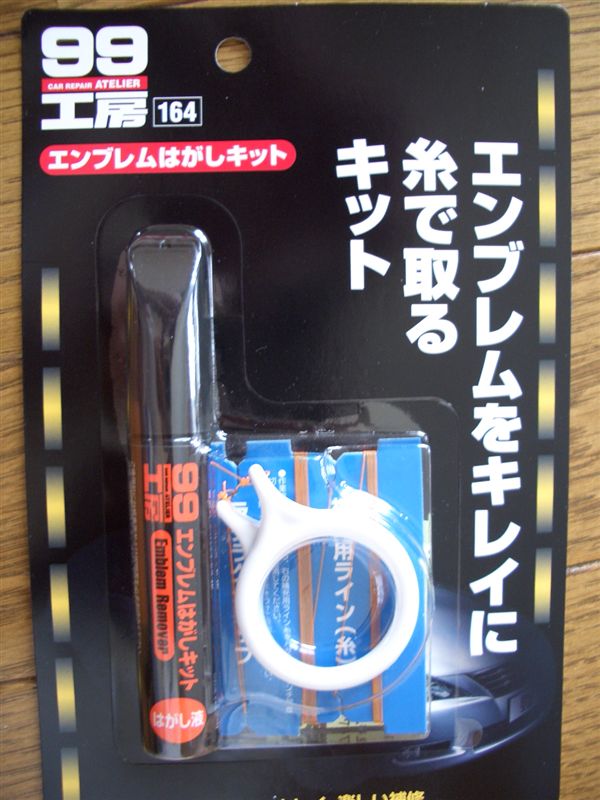 99
CAR REPAIR ATELIER
工房 164
エンブレムはがしキット
エンブレムをキレイに
糸で取る
キット
99
工房
エンブレムはがしキット
Emblem Remover
はがし液
用ライン(糸)